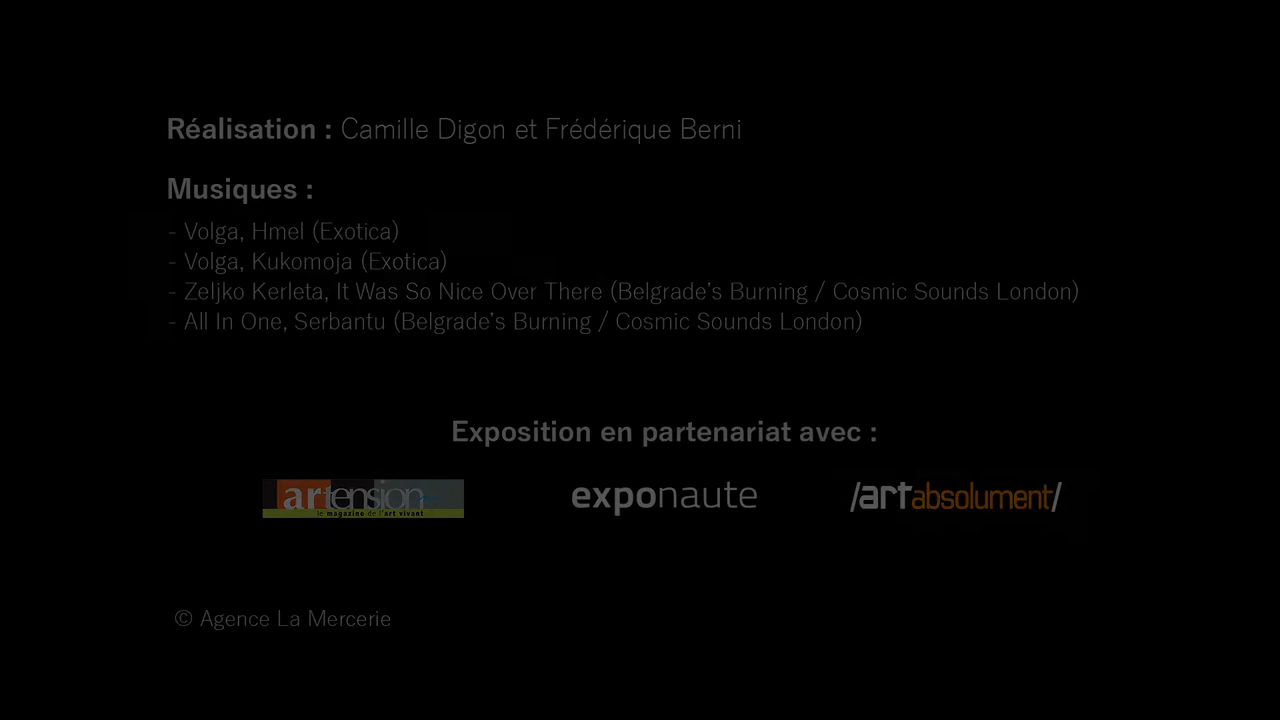 Réalisation : Camille Digon et Frédérique Berni
Musiques :
- Volga, Hmel (Exotica)
- Volga, Kukomoja (Exotica)
- Zeljko Kerleta, It Was So Nice Over There (Belgrade's Burning / Cosmic Sounds London)
- All In One, Serbantu (Belgrade's Burning / Cosmic Sounds London)
Exposition en partenariat avec :
artension
le magazine de l'art vivant
exponaute
/artabsolument/
© Agence La Mercerie